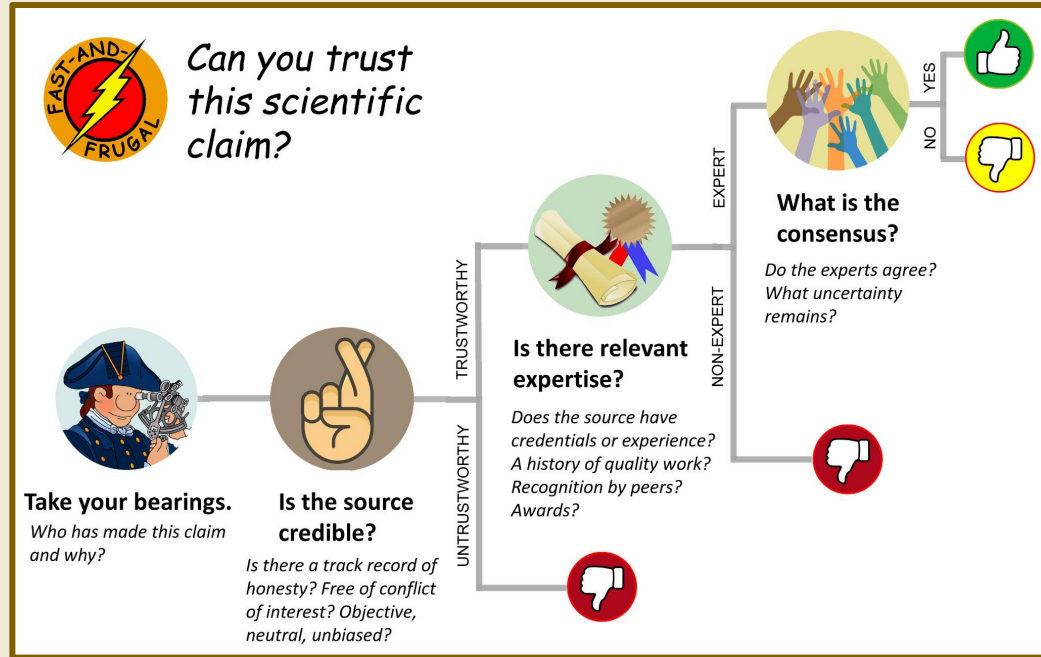 FAST-AND-
FRUGAL
Can you trust
this scientific
claim?
Take your bearings.
Who has made this claim
and why?
Is the source
credible?
Is there a track record of
honesty? Free of conflict
of interest? Objective,
neutral, unbiased?
TRUSTWORTHY
UNTRUSTWORTHY
Is there relevant
expertise?
Does the source have
credentials or experience?
A history of quality work?
Recognition by peers?
Awards?
EXPERT
NON-EXPERT
What is the
consensus?
Do the experts agree?
What uncertainty
remains?
YES
NO